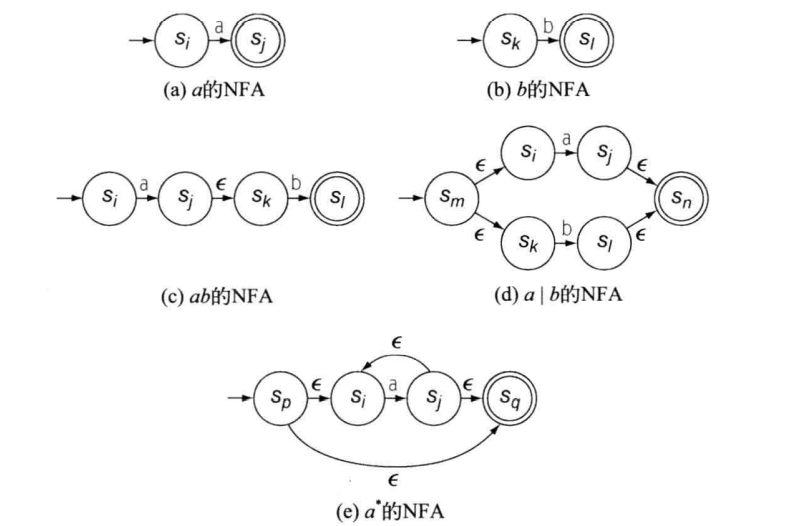 a
s_i s_j
(a) a的NFA
b
s_k s_l
(b) b的NFA
a ϵ b
s_i s_j s_k s_l
(c) ab的NFA
ϵ a ϵ
s_i s_j
s_m s_n
s_k s_l
ϵ b ϵ
(d) a | b的NFA
ϵ
ϵ a ϵ
s_p s_i s_j s_q
ϵ
(e) a*的NFA